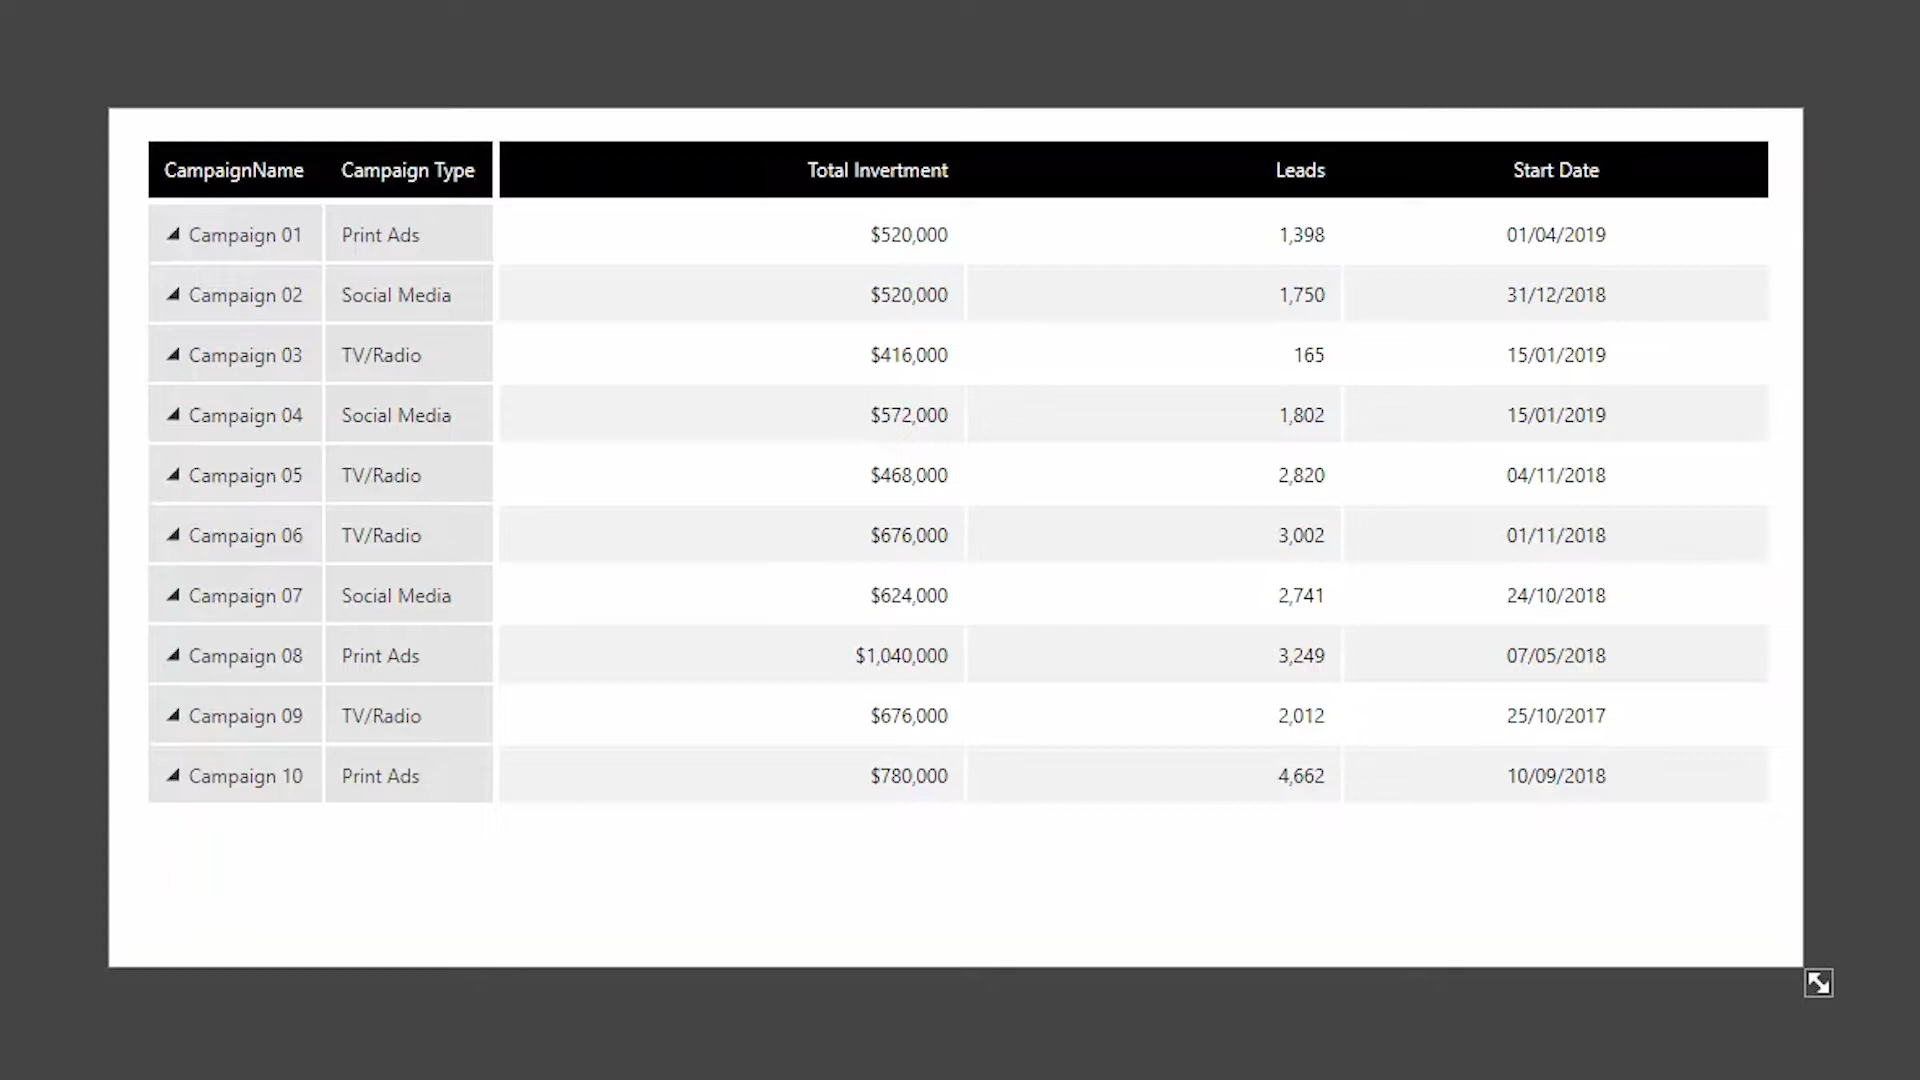 CampaignName Campaign Type Total Invertment Leads Start Date
Campaign 01 Print Ads $520,000 1,398 01/04/2019
Campaign 02 Social Media $520,000 1,750 31/12/2018
Campaign 03 TV/Radio $416,000 165 15/01/2019
Campaign 04 Social Media $572,000 1,802 15/01/2019
Campaign 05 TV/Radio $468,000 2,820 04/11/2018
Campaign 06 TV/Radio $676,000 3,002 01/11/2018
Campaign 07 Social Media $624,000 2,741 24/10/2018
Campaign 08 Print Ads $1,040,000 3,249 07/05/2018
Campaign 09 TV/Radio $676,000 2,012 25/10/2017
Campaign 10 Print Ads $780,000 4,662 10/09/2018